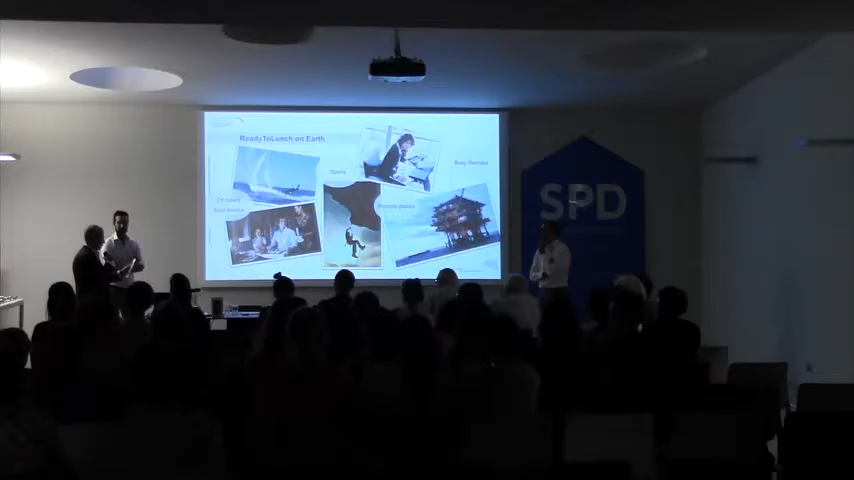 ReadyToLunch on Earth
Busy lifestyles
Sports
On board
food service
Remote places
SPD